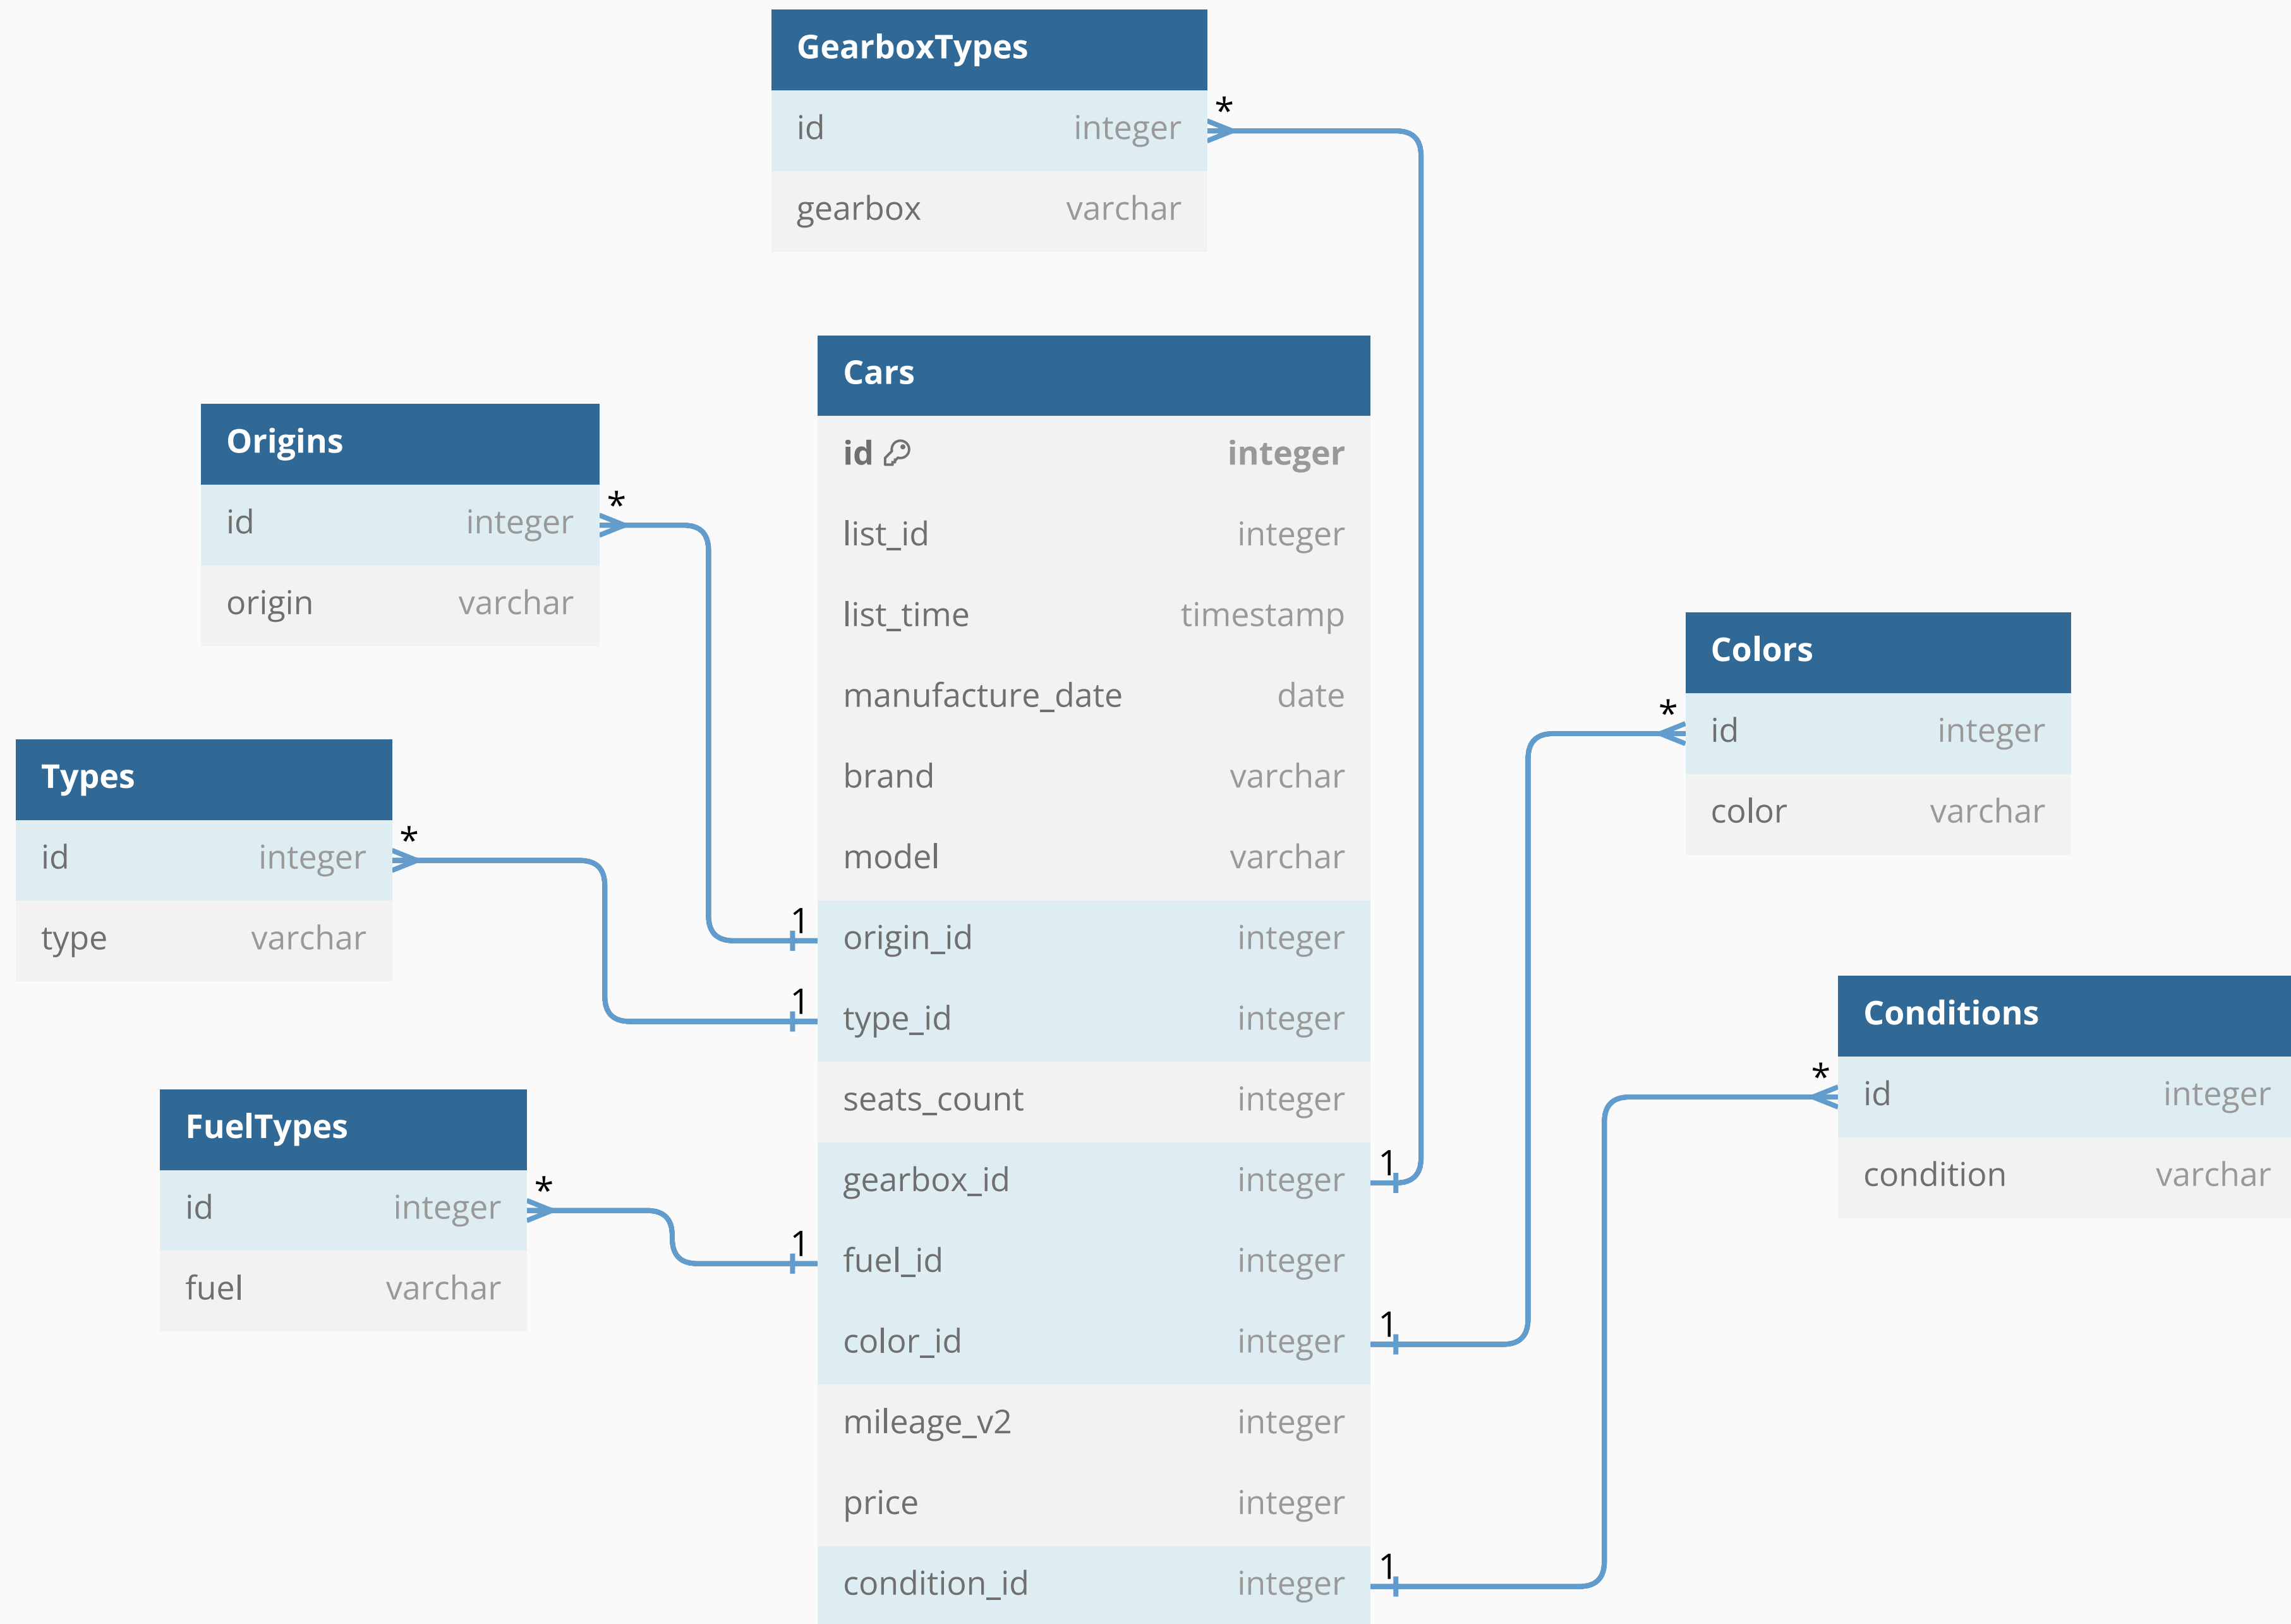 GearboxTypes
id integer
*
gearbox varchar
Cars
id integer
list_id integer
list_time timestamp
manufacture_date date
brand varchar
model varchar
1 origin_id integer
1 type_id integer
seats_count integer
gearbox_id integer 1
1 fuel_id integer
color_id integer 1
mileage_v2 integer
price integer
condition_id integer 1
Origins
id integer *
origin varchar
Types
id integer *
type varchar
FuelTypes
id integer *
fuel varchar
Colors
* id integer
color varchar
Conditions
* id integer
condition varchar